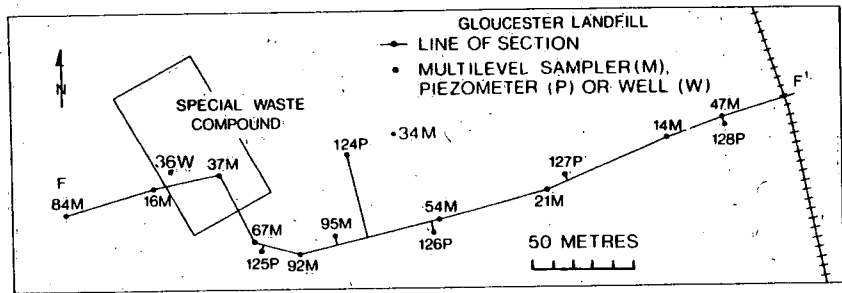 GLOUCESTER LANDFILL
LINE OF SECTION
MULTILEVEL SAMPLER (M),
PIEZOMETER (P) OR WELL (W)
N
SPECIAL WASTE
COMPOUND
F
84M
16M
36W
37M
67M
125P
92M
95M
124P
34M
54M
126P
127P
21M
14M
47M
128P
F'
50 METRES